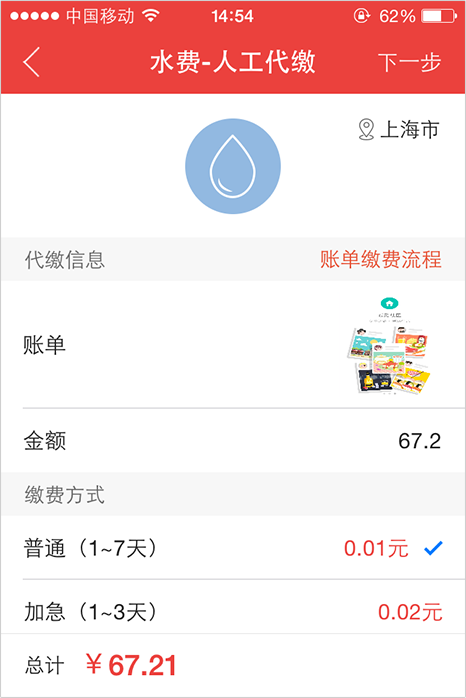 中国移动 14:54 62%
水费-人工代缴 下一步
上海市
代缴信息 账单缴费流程
账单
金额 67.2
缴费方式
普通（1~7天） 0.01元
加急（1~3天） 0.02元
总计 ￥67.21